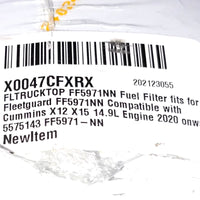 X0047CFXRX
202123055
FLTRUCKTOP FF5971NN Fuel Filter fits for
Fleetguard FF5971NN Compatible with
Cummins X12 X15 14.9L Engine 2020 onw
5575143 FF5971-NN
NewItem